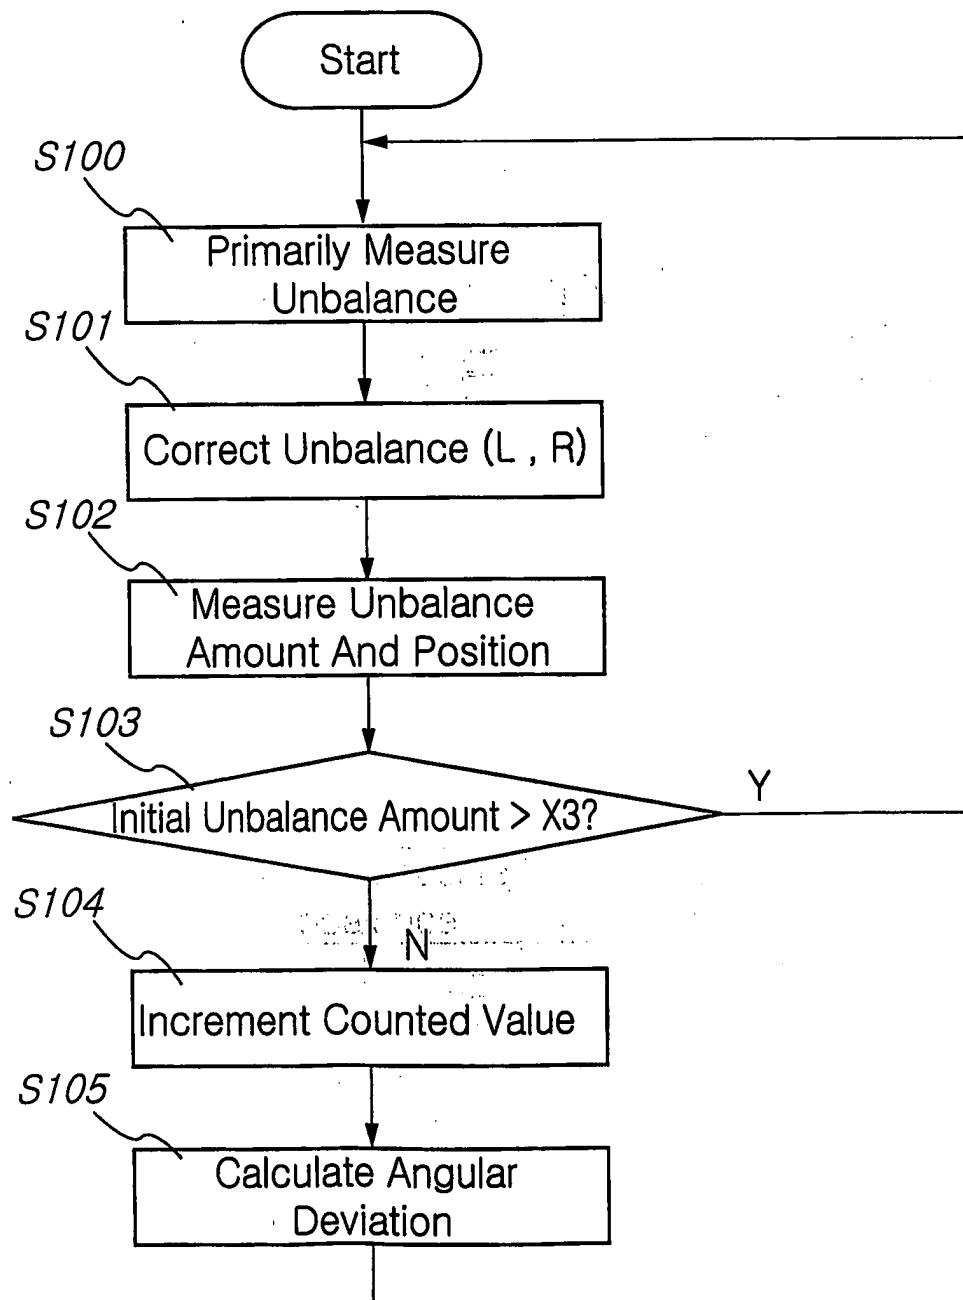 Start
S100
Primarily Measure
Unbalance
S101
Correct Unbalance (L , R)
S102
Measure Unbalance
Amount And Position
S103
Initial Unbalance Amount > X3?
Y
N
S104
Increment Counted Value
S105
Calculate Angular
Deviation